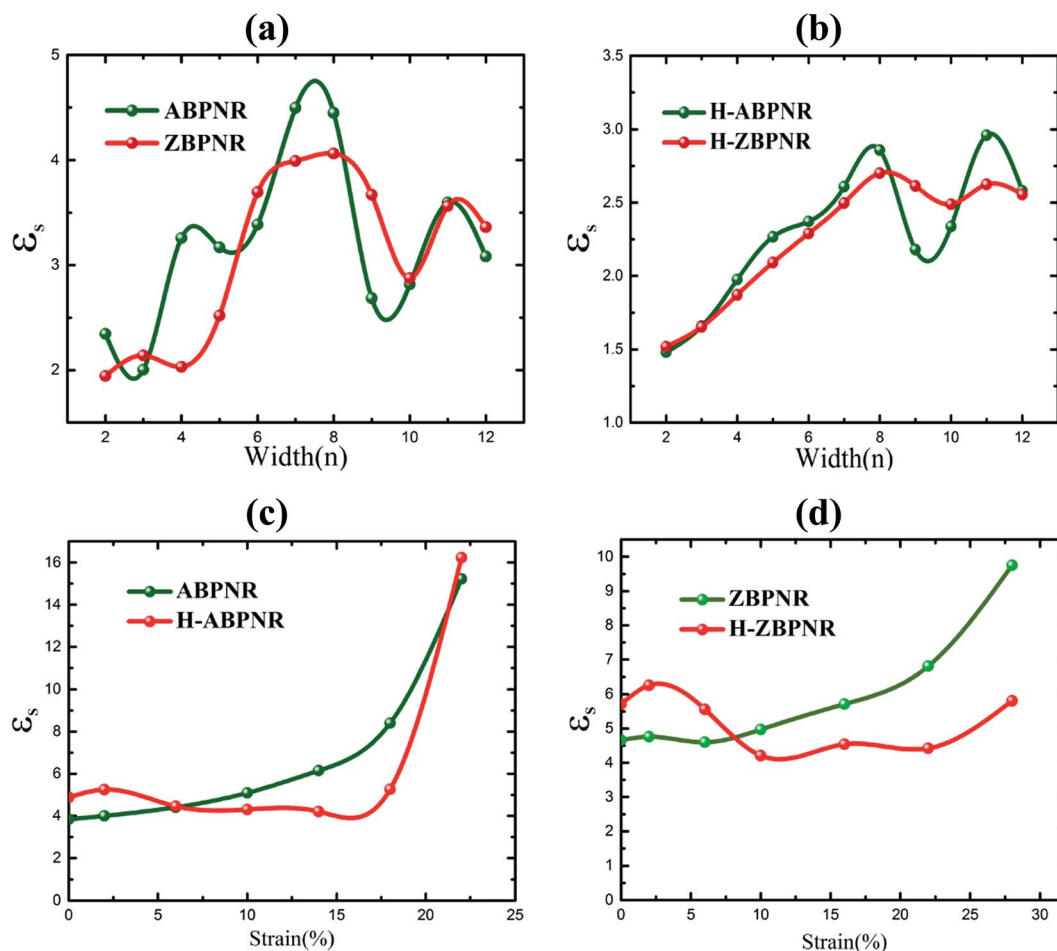 (a)
5
4
3
2
ε_s
ABPNR
ZBPNR
2 4 6 8 10 12
Width(n)
(b)
3.5
3.0
2.5
2.0
1.5
1.0
ε_s
H-ABPNR
H-ZBPNR
2 4 6 8 10 12
Width(n)
(c)
16
14
12
10
8
6
4
2
0
ε_s
ABPNR
H-ABPNR
0 5 10 15 20 25
Strain(%)
(d)
10
9
8
7
6
5
4
3
2
1
0
ε_s
ZBPNR
H-ZBPNR
0 5 10 15 20 25 30
Strain(%)